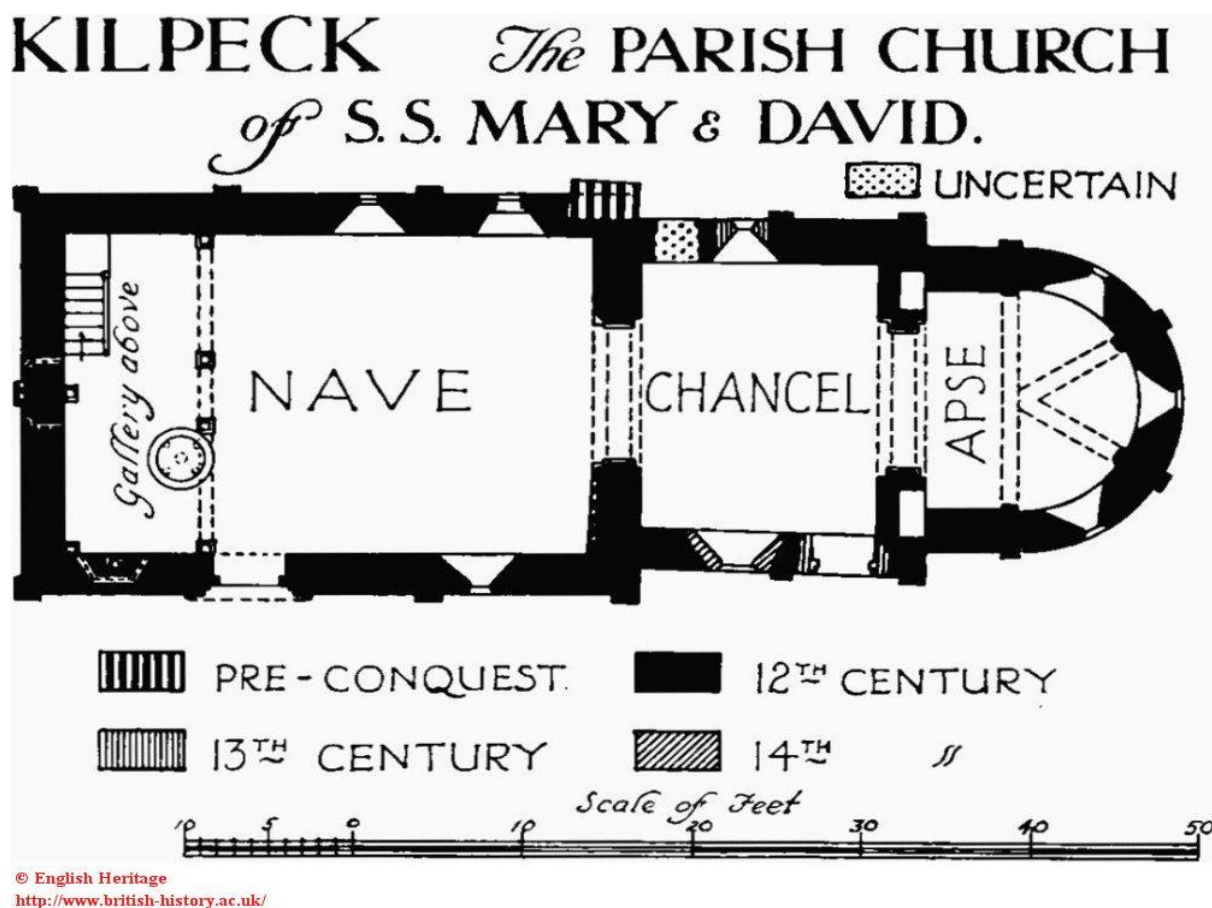 KILPECK The PARISH CHURCH
of S.S. MARY & DAVID.
UNCERTAIN
Gallery above
NAVE
CHANCEL
APSE
PRE-CONQUEST.
12TH CENTURY
13TH CENTURY
14TH "
Scale of Feet
10 5 0 10 20 30 40 50
© English Heritage
http://www.british-history.ac.uk/